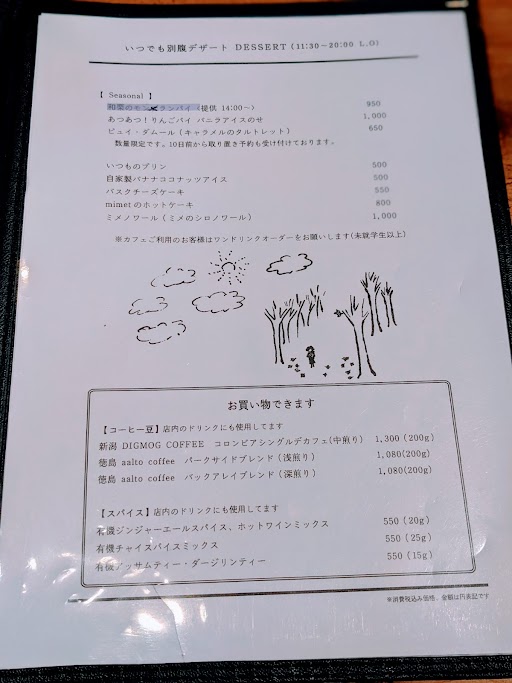 いつでも別腹デザート DESSERT (11:30～20:00 L.O)
【 Seasonal 】
和栗のモンブランパイ（提供 14:00～） 950
あつあつ！りんごパイ バニラアイスのせ 1,000
ピュイ・ダムール（キャラメルのタルトレット） 650
数量限定です。10日前から取り置き予約も受け付けております。
いつものプリン 500
自家製バナナココナッツアイス 500
バスクチーズケーキ 550
mimetのホットケーキ 800
ミメノワール（ミメのシロノワール） 1,000
※カフェご利用のお客様はワンドリンクオーダーをお願いします(未就学生以上)
お買い物できます
【コーヒー豆】店内のドリンクにも使用してます
新潟 DIGMOG COFFEE コロンビアシングルデカフェ(中煎り) 1,300 (200g)
徳島 aalto coffee パークサイドブレンド（浅煎り） 1,080(200g)
徳島 aalto coffee バックアレイブレンド（深煎り） 1,080(200g)
【スパイス】店内のドリンクにも使用してます
有機ジンジャーエールスパイス、ホットワインミックス 550 (20g)
有機チャイスパイスミックス 550 (25g)
有機アッサムティー・ダージリンティー 550 (15g)
※消費税込み価格。金額は円表記です